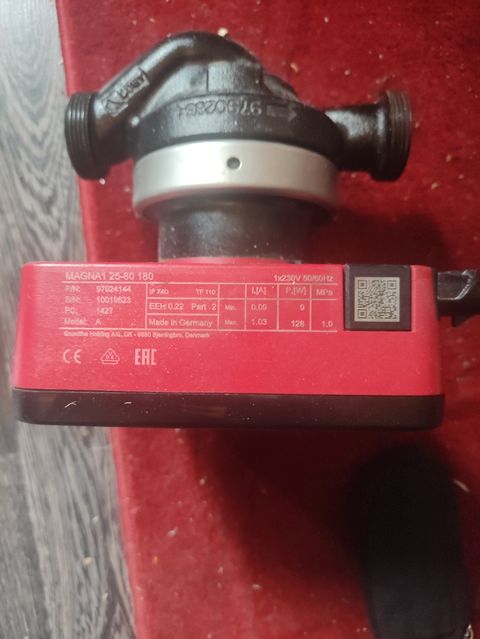 97902654
MAGNA1 25-80 180
1x230V 50/60Hz
P/N: 97924144
S/N: 10019523
PC: 1427
Model: A
IP X4D TF 110
EEI≤ 0.22 Part 2
Made in Germany
I₁[A] P₁[W] MPa
Min. 0.09 9
Max. 1.03 128 1.0
Grundfos Holding A/S, DK - 8850 Bjerringbro, Denmark
CE EAC